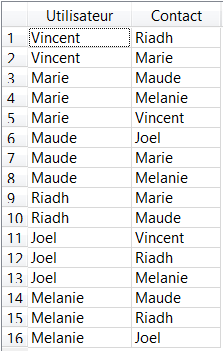 Utilisateur Contact
1 Vincent Riadh
2 Vincent Marie
3 Marie Maude
4 Marie Melanie
5 Marie Vincent
6 Maude Joel
7 Maude Marie
8 Maude Melanie
9 Riadh Marie
10 Riadh Maude
11 Joel Vincent
12 Joel Riadh
13 Joel Melanie
14 Melanie Maude
15 Melanie Riadh
16 Melanie Joel